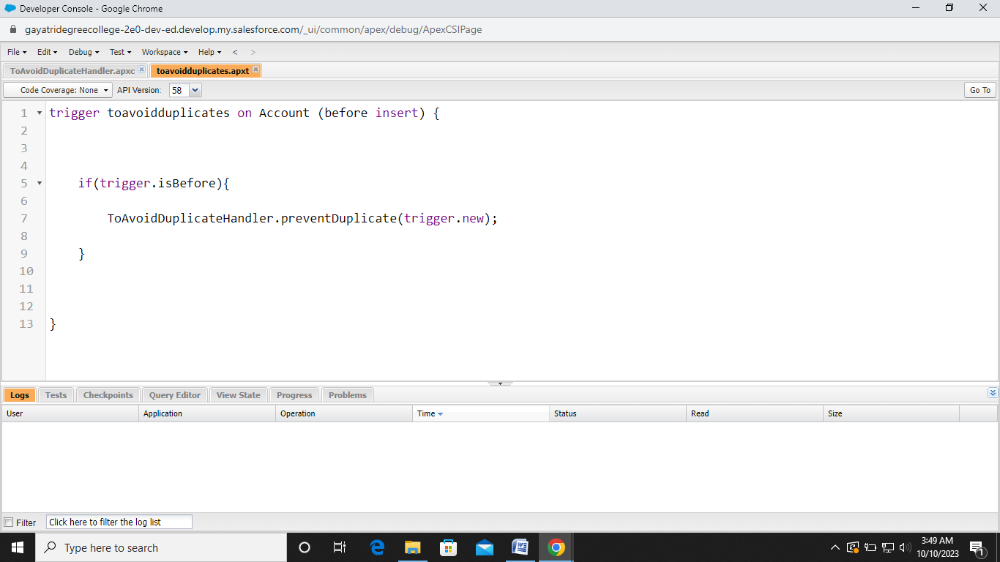 Developer Console - Google Chrome
gayatridegreecollege-2e0-dev-ed.develop.my.salesforce.com/_ui/common/apex/debug/ApexCSIPage
File Edit Debug Test Workspace Help < >
ToAvoidDuplicateHandler.apxc toavoidduplicates.apxt
Code Coverage: None API Version: 58 Go To
1 trigger toavoidduplicates on Account (before insert) {
2
3
4
5 if(trigger.isBefore){
6
7 ToAvoidDuplicateHandler.preventDuplicate(trigger.new);
8
9 }
10
11
12
13 }
Logs Tests Checkpoints Query Editor View State Progress Problems
User Application Operation Time Status Read Size
Filter Click here to filter the log list
Type here to search
3:49 AM
10/10/2023
1